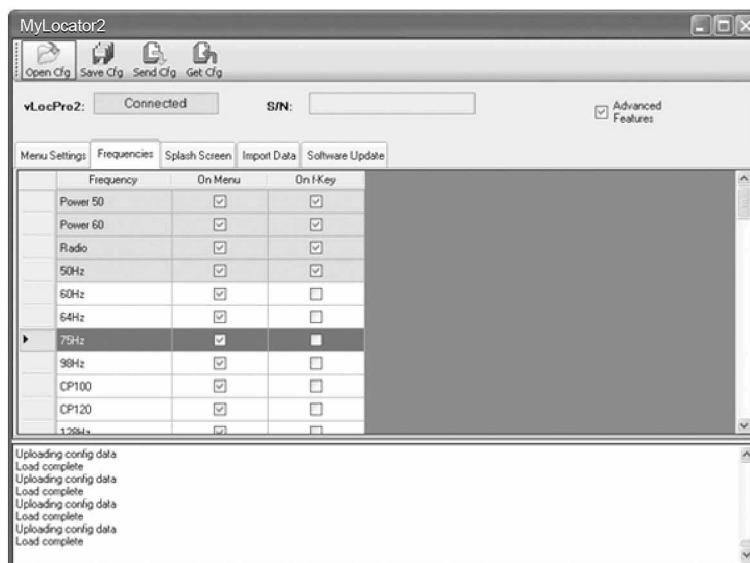 MyLocator2
Open Cfg Save Cfg Send Cfg Get Cfg
vLocPro2: Connected S/N: Advanced
Features
Menu Settings Frequencies Splash Screen Import Data Software Update
Frequency On Menu On f-Key
Power 50
Power 60
Radio
50Hz
60Hz
64Hz
75Hz
98Hz
CP100
CP120
128Hz
Uploading config data
Load complete
Uploading config data
Load complete
Uploading config data
Load complete
Uploading config data
Load complete